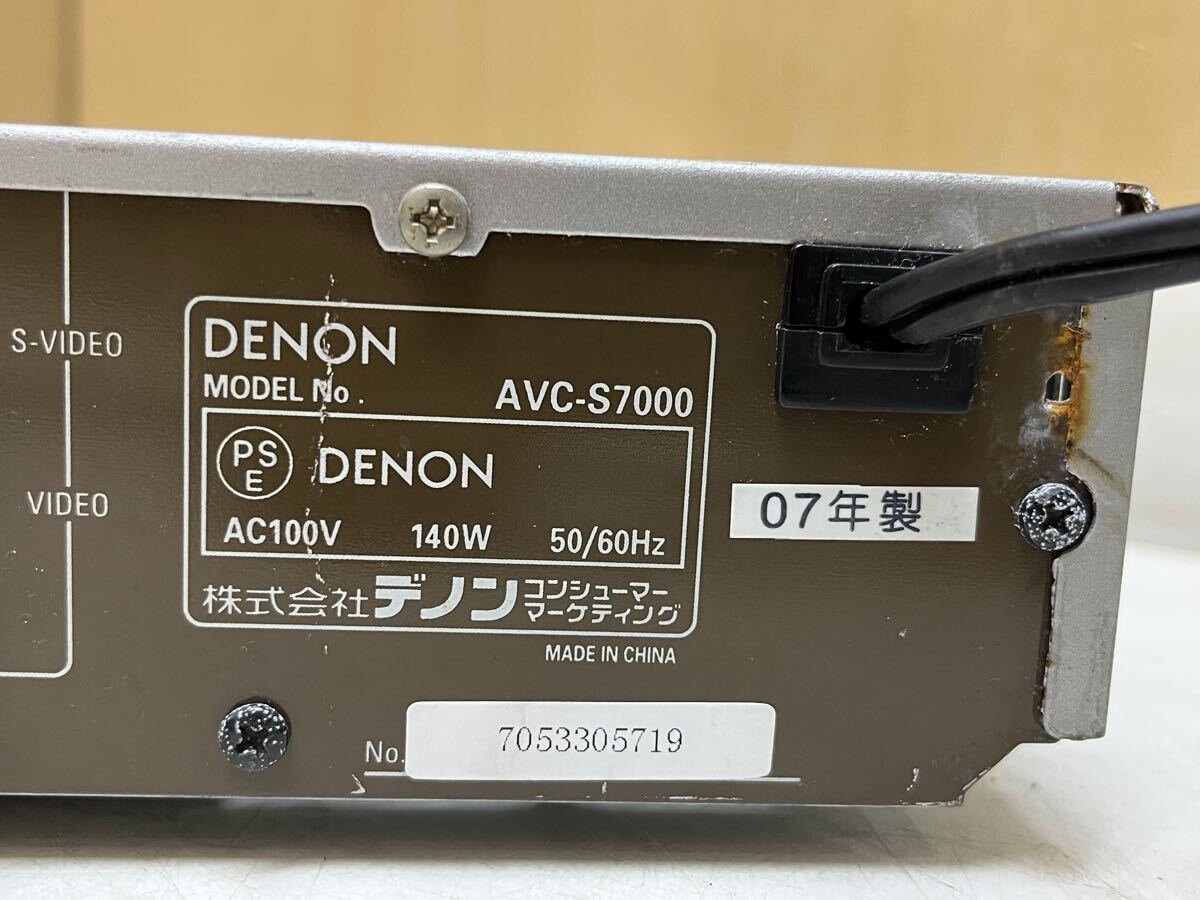 S-VIDEO
VIDEO
DENON
MODEL No. AVC-S7000
PS
E
DENON
AC100V 140W 50/60Hz
株式会社デノン コンシューマー
マーケティング
MADE IN CHINA
07年製
No. 7053305719